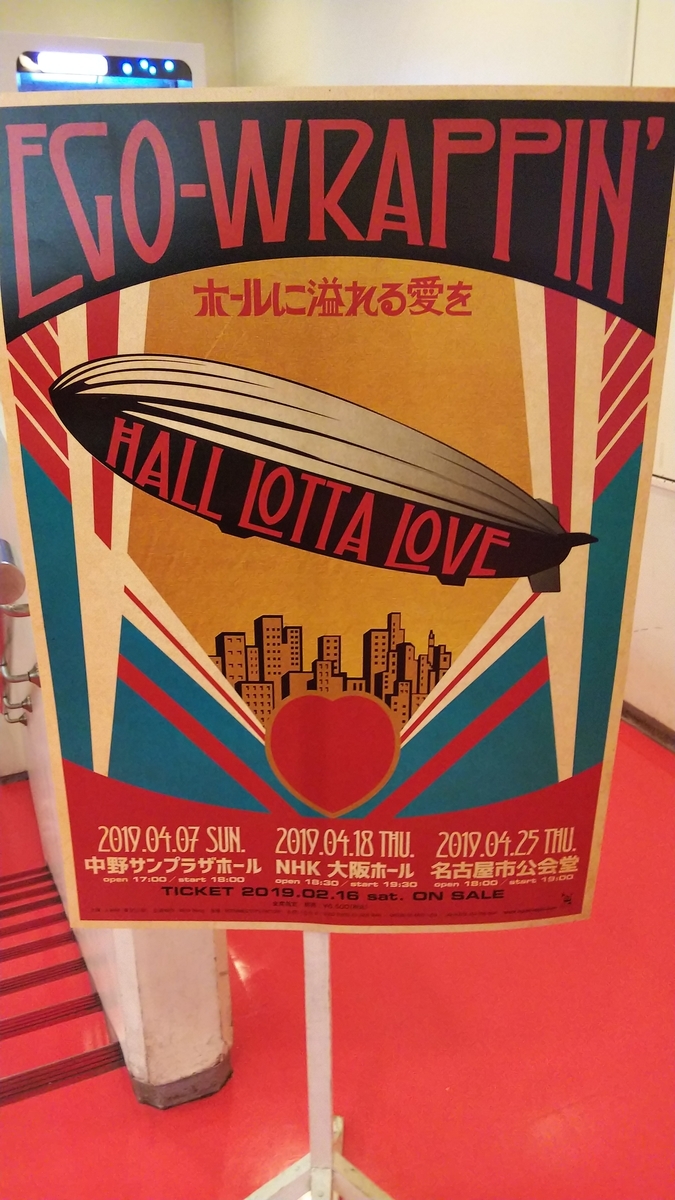 EGO-WRAPPIN'
ホールに溢れる愛を
HALL LOTTA LOVE
2019.04.07 SUN.
中野サンプラザホール
open 17:00/start 18:00
2019.04.18 THU.
NHK 大阪ホール
open 18:30/start 19:30
2019.04.25 THU.
名古屋市公会堂
open 18:00/start 19:00
TICKET 2019.02.16 sat. ON SALE